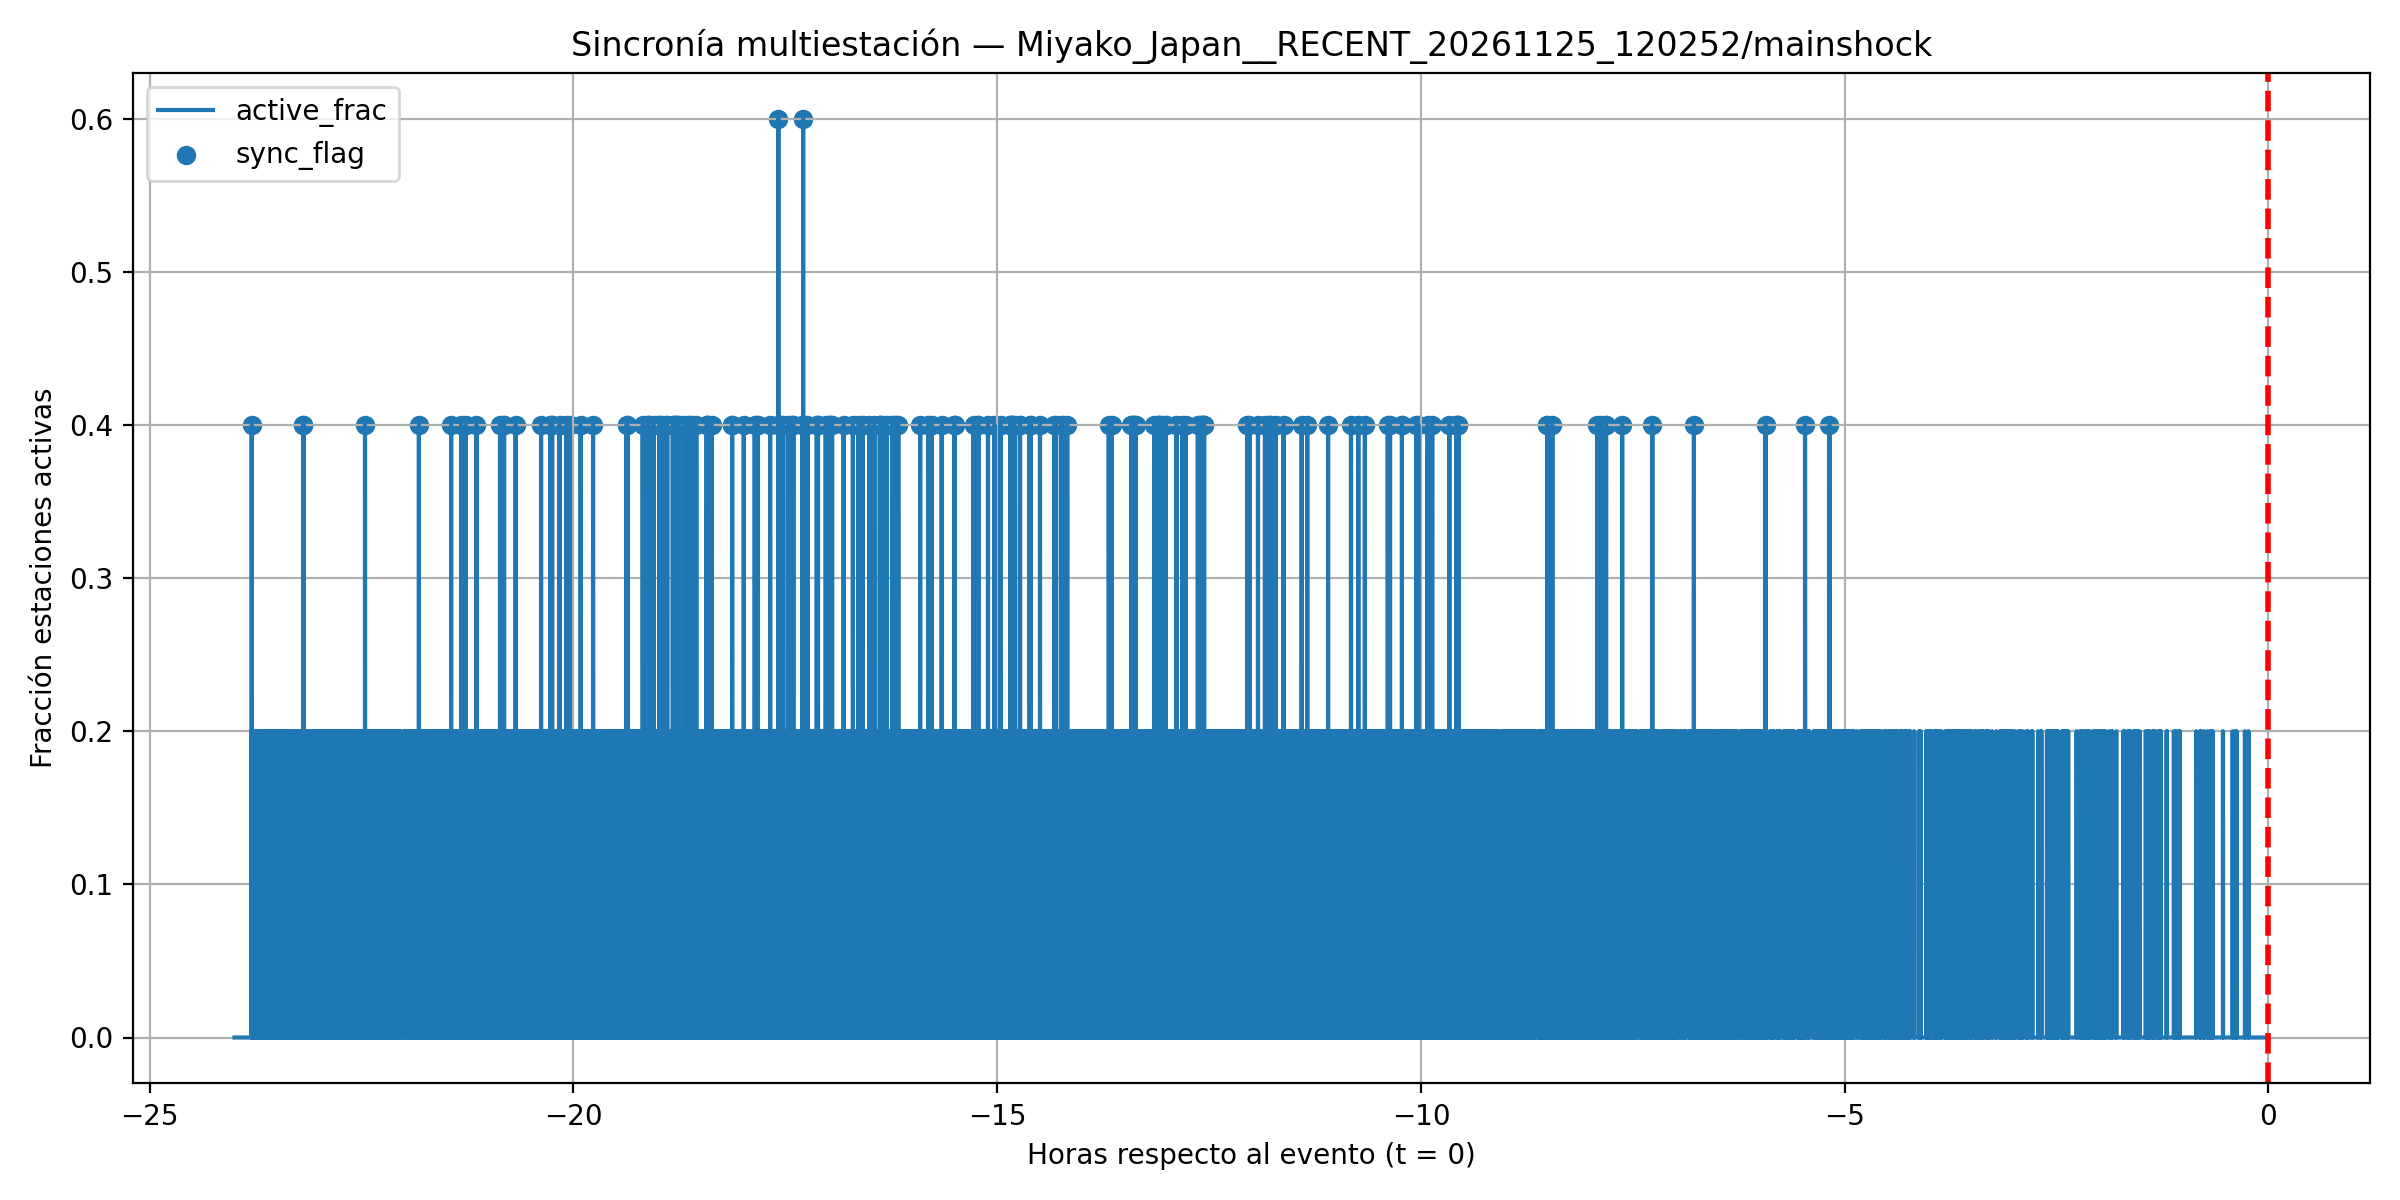 Sincronía multiestación — Miyako_Japan__RECENT_20261125_120252/mainshock
active_frac
sync_flag
Fracción estaciones activas
0.6
0.5
0.4
0.3
0.2
0.1
0.0
−25
−20
−15
−10
−5
0
Horas respecto al evento (t = 0)